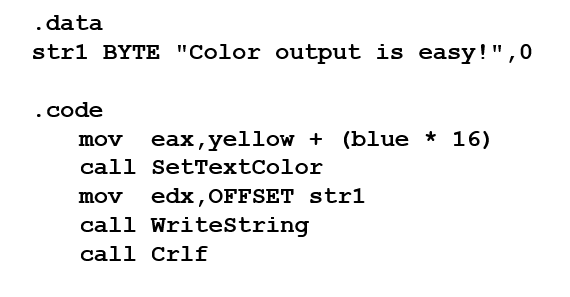 .data
str1 BYTE "Color output is easy!",0
.code
mov eax,yellow + (blue * 16)
call SetTextColor
mov edx,OFFSET str1
call WriteString
call Crlf